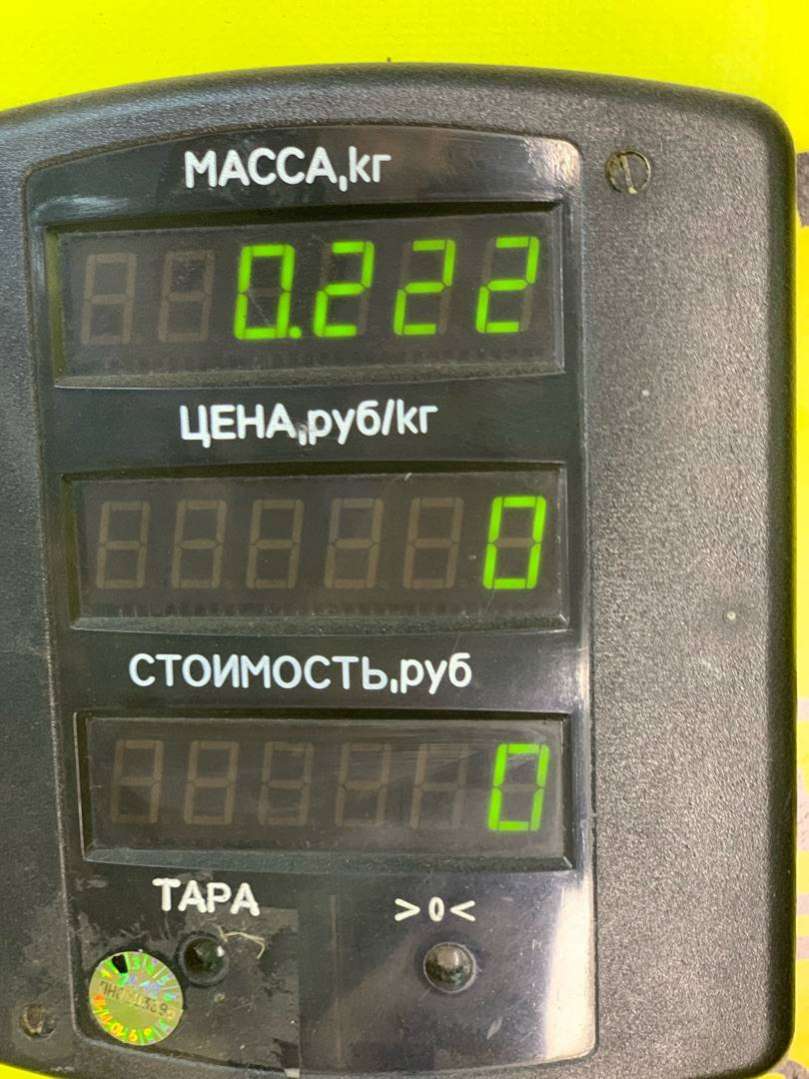 МАССА,кг
0.222
ЦЕНА,руб/кг
0
СТОИМОСТЬ,руб
0
ТАРА >0<